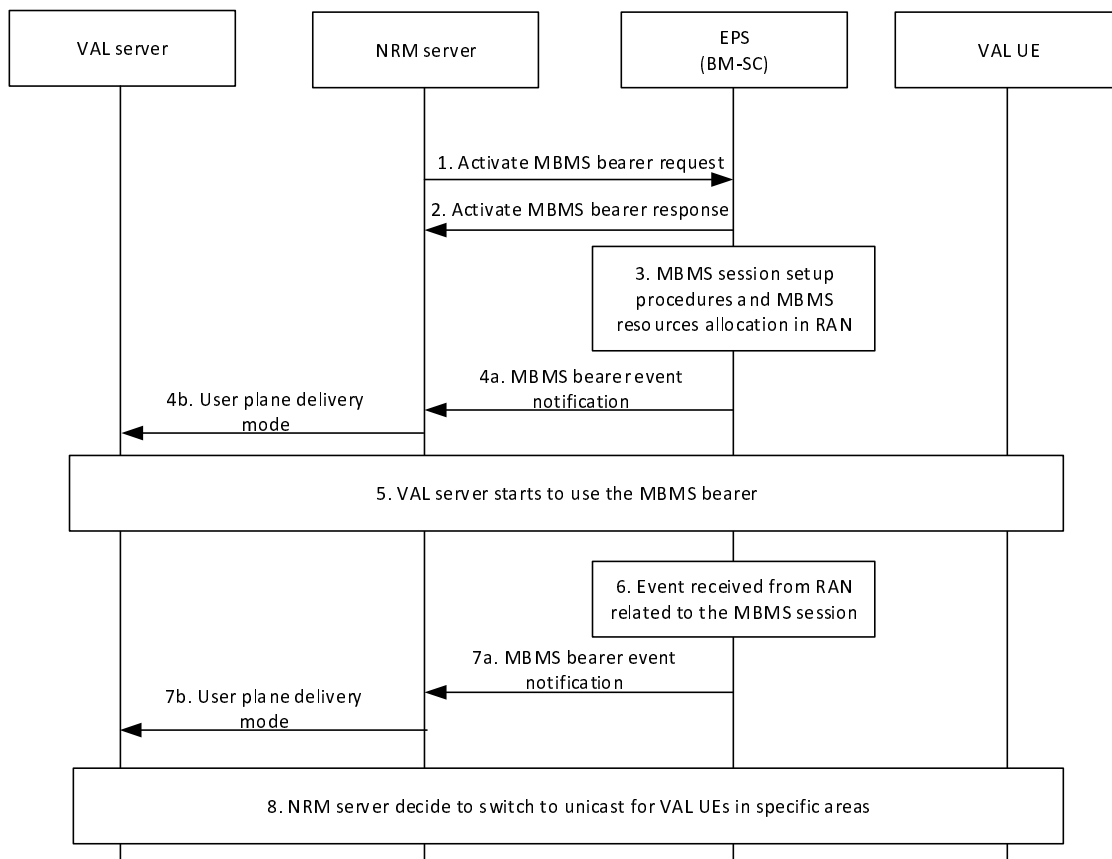 VAL server
NRM server
EPS
(BM-SC)
VAL UE
1. Activate MBMS bearer request
2. Activate MBMS bearer response
3. MBMS session setup
procedures and MBMS
resources allocation in RAN
4a. MBMS bearer event
notification
4b. User plane delivery
mode
5. VAL server starts to use the MBMS bearer
6. Event received from RAN
related to the MBMS session
7a. MBMS bearer event
notification
7b. User plane delivery
mode
8. NRM server decide to switch to unicast for VAL UEs in specific areas